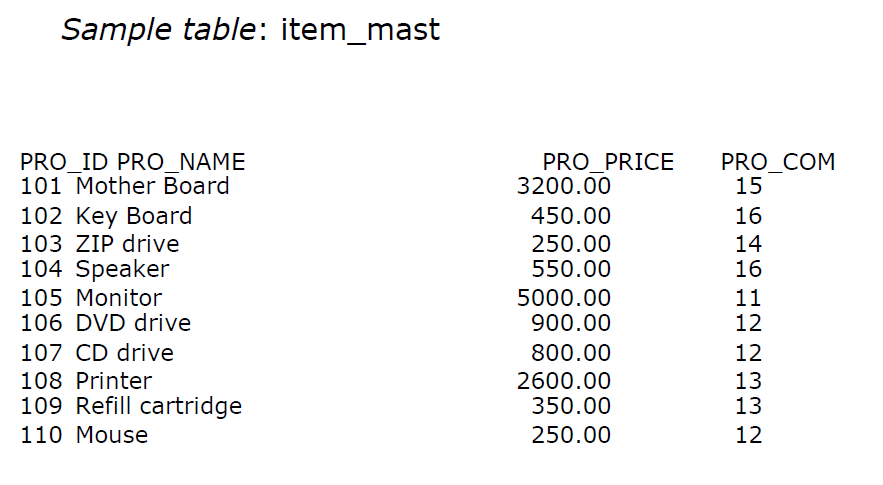 Sample table: item_mast
PRO_ID PRO_NAME PRO_PRICE PRO_COM
101 Mother Board 3200.00 15
102 Key Board 450.00 16
103 ZIP drive 250.00 14
104 Speaker 550.00 16
105 Monitor 5000.00 11
106 DVD drive 900.00 12
107 CD drive 800.00 12
108 Printer 2600.00 13
109 Refill cartridge 350.00 13
110 Mouse 250.00 12